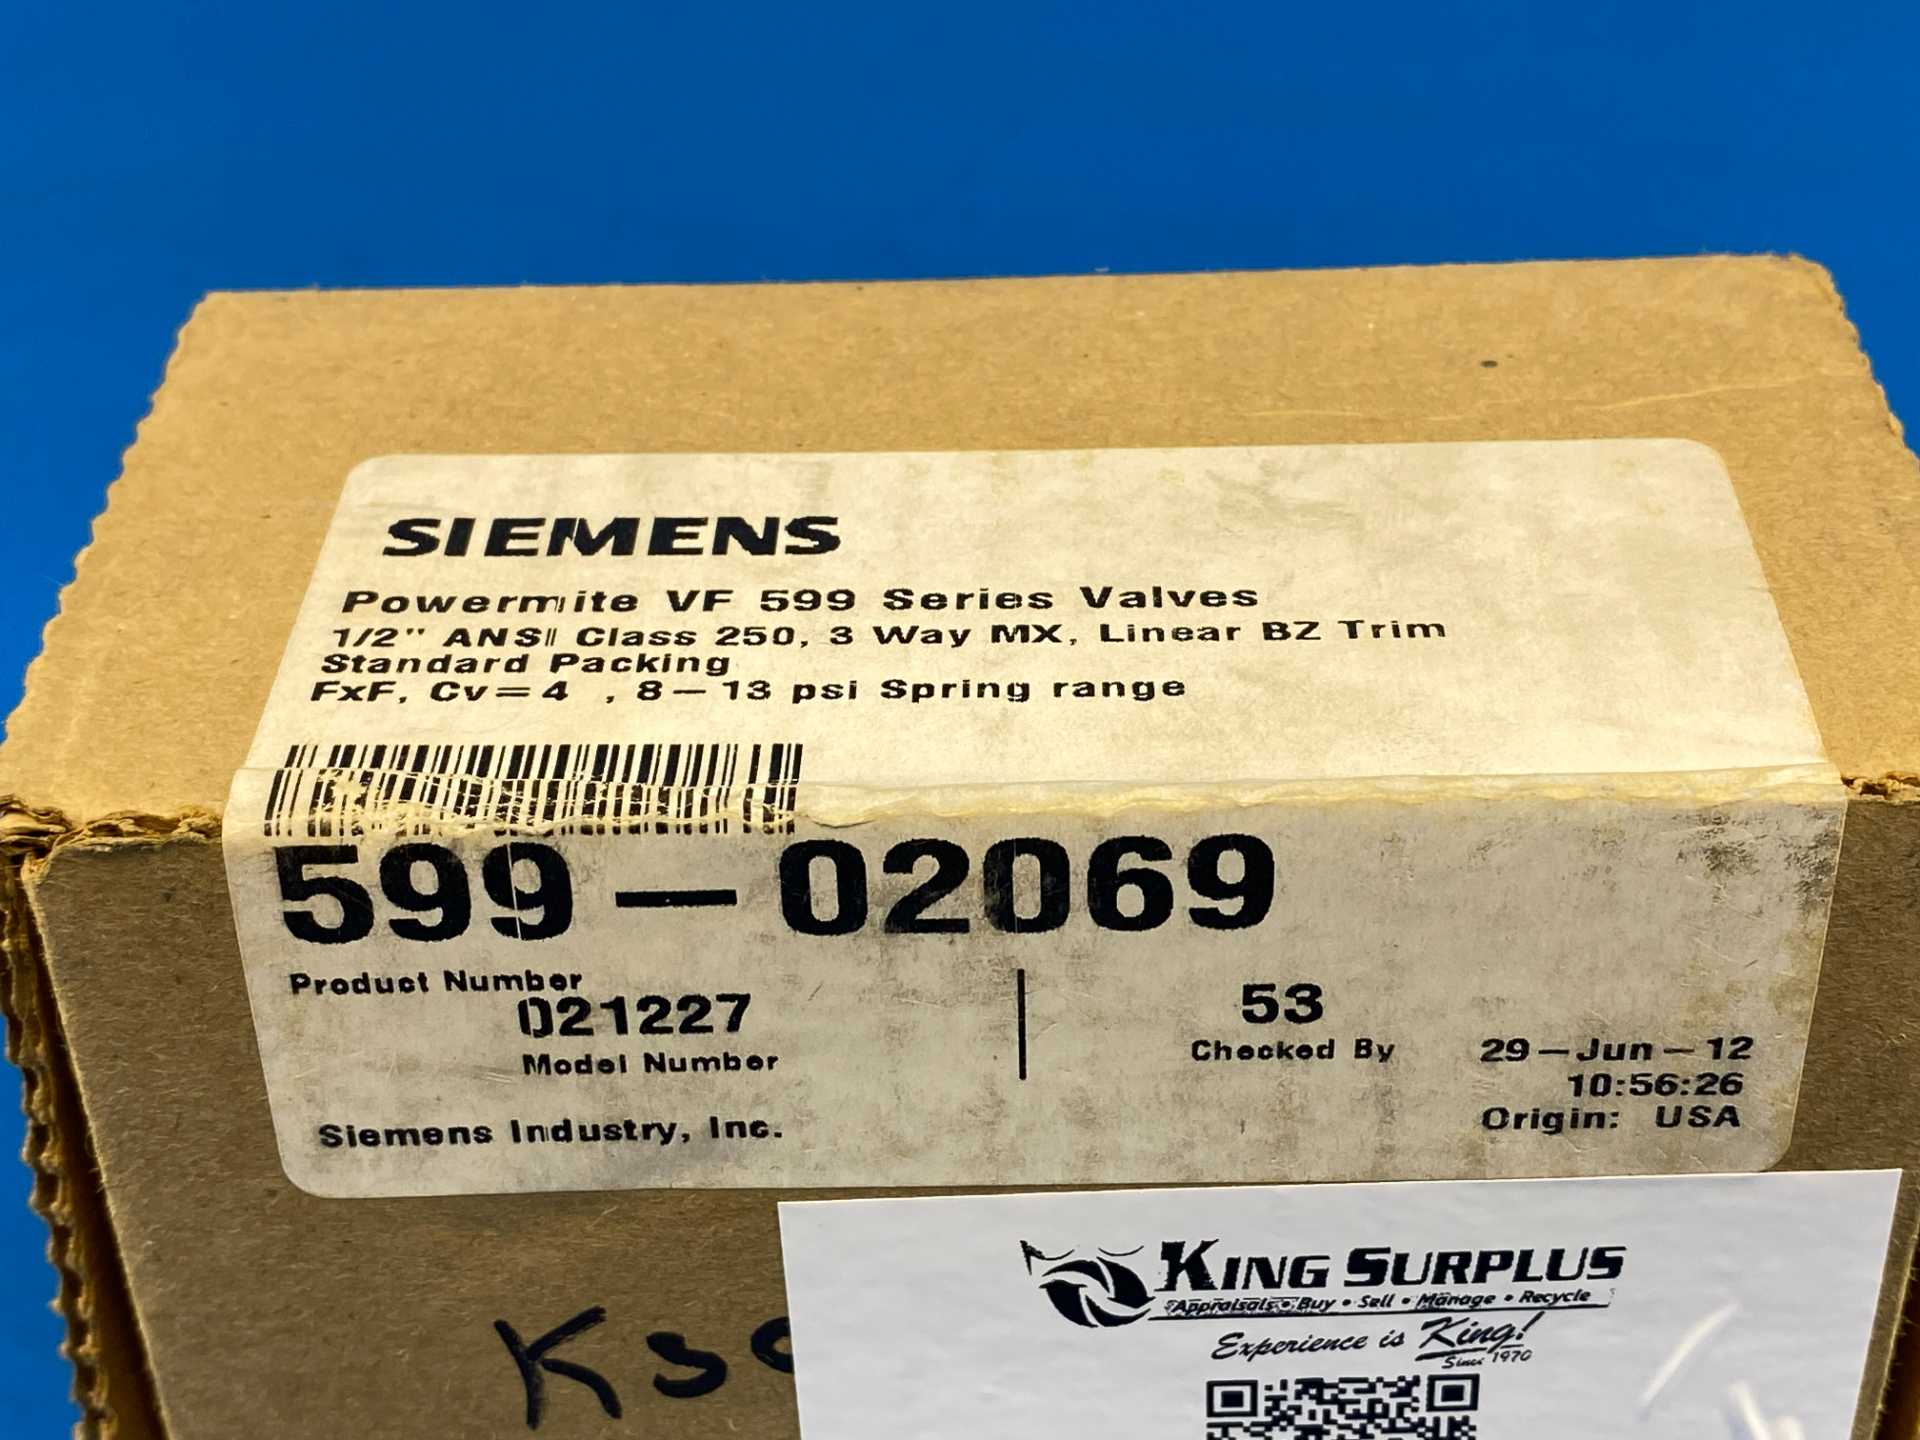 SIEMENS
Powermite VF 599 Series Valves
1/2" ANSI Class 250, 3 Way MX, Linear BZ Trim
Standard Packing
FxF, Cv=4 , 8-13 psi Spring range
599-02069
Product Number
021227
Model Number
53
Checked By
29-Jun-12
10:56:26
Origin: USA
Siemens Industry, Inc.
KING SURPLUS
Appraisals • Buy • Sell • Manage • Recycle
Experience is King!
Since 1970